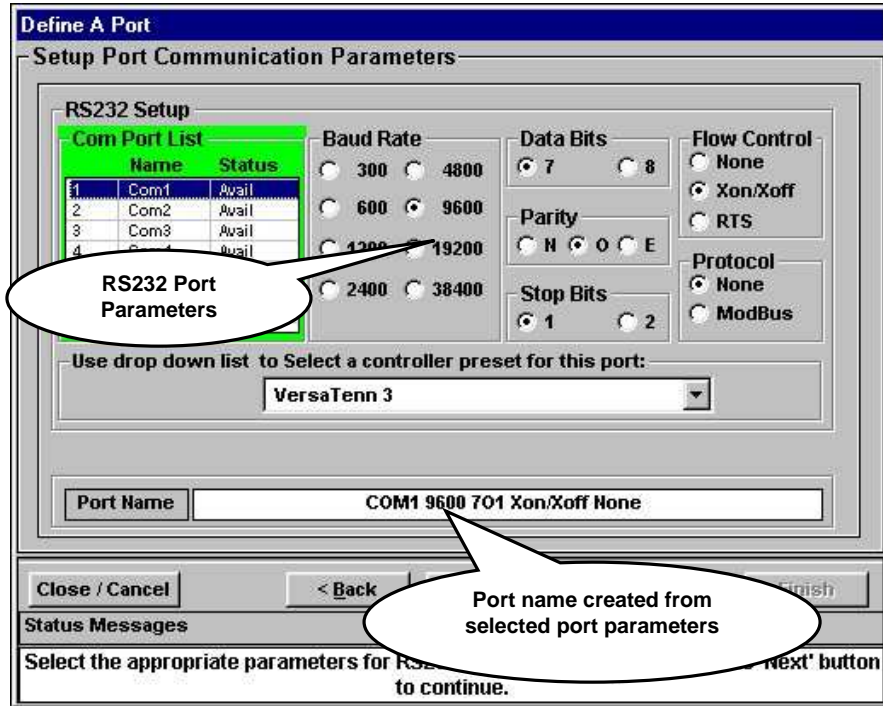 Define A Port
Setup Port Communication Parameters
RS232 Setup
Com Port List
Name Status
1 Com1 Avail
2 Com2 Avail
3 Com3 Avail
4 Avail
Baud Rate
300 4800
600 9600
1200 19200
2400 38400
Data Bits
7 8
Parity
N O E
Stop Bits
1 2
Flow Control
None
Xon/Xoff
RTS
Protocol
None
ModBus
RS232 Port
Parameters
Use drop down list to Select a controller preset for this port:
VersaTenn 3
Port Name COM1 9600 7O1 Xon/Xoff None
Close / Cancel < Back
Port name created from
selected port parameters
Status Messages
Select the appropriate parameters for 'Next' button
to continue.